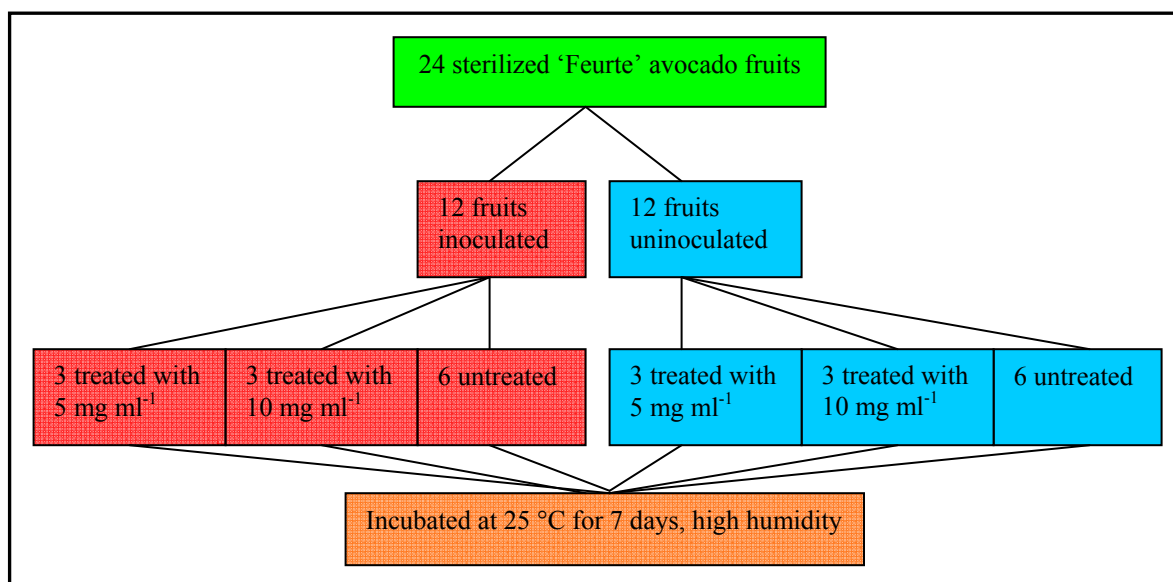 24 sterilized ‘Feurte’ avocado fruits
12 fruits
inoculated
12 fruits
uninoculated
3 treated with
5 mg ml-1
3 treated with
10 mg ml-1
6 untreated
3 treated with
5 mg ml-1
3 treated with
10 mg ml-1
6 untreated
Incubated at 25 °C for 7 days, high humidity